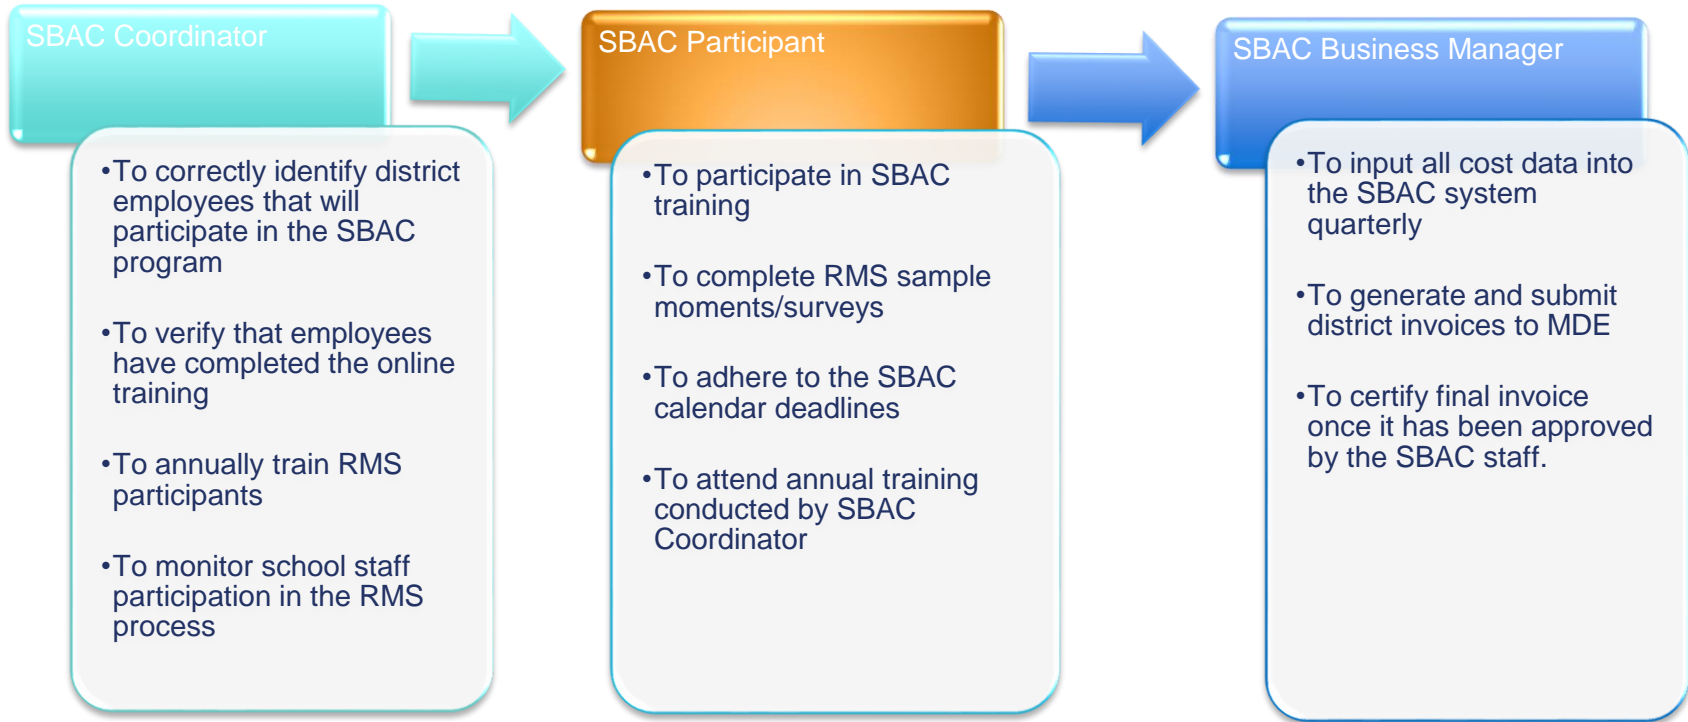 SBAC Coordinator
•To correctly identify district
employees that will
participate in the SBAC
program
•To verify that employees
have completed the online
training
•To annually train RMS
participants
•To monitor school staff
participation in the RMS
process
SBAC Participant
•To participate in SBAC
training
•To complete RMS sample
moments/surveys
•To adhere to the SBAC
calendar deadlines
•To attend annual training
conducted by SBAC
Coordinator
SBAC Business Manager
•To input all cost data into
the SBAC system
quarterly
•To generate and submit
district invoices to MDE
•To certify final invoice
once it has been approved
by the SBAC staff.